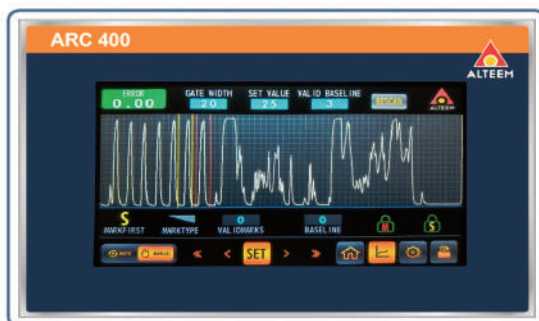 ARC 400
ALTEEM
ERROR GATE WIDTH SET VALUE VALID BASELINE
0.00 20 25 3
ALTEEM
S
MARKFIRST MARKTYPE VALIDMARKS 0 BASELINE 0 M S
SET